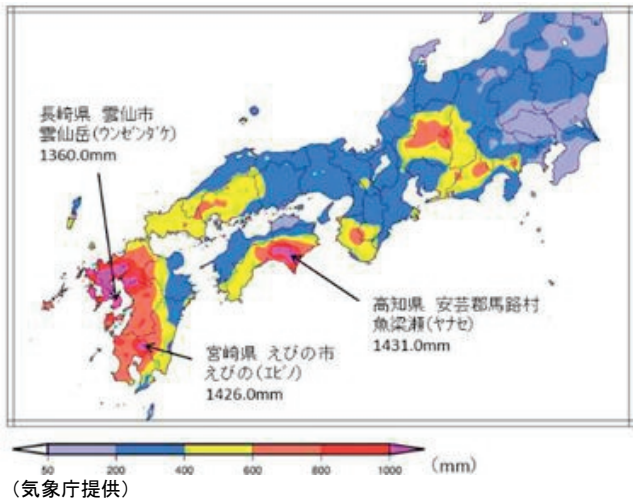 長崎県 雲仙市
雲仙岳(ウンゼンダケ)
1360.0mm
高知県 安芸郡馬路村
魚梁瀬(ヤナセ)
1431.0mm
宮崎県 えびの市
えびの(エビノ)
1426.0mm
50 200 400 600 800 1000 (mm)
(気象庁提供)